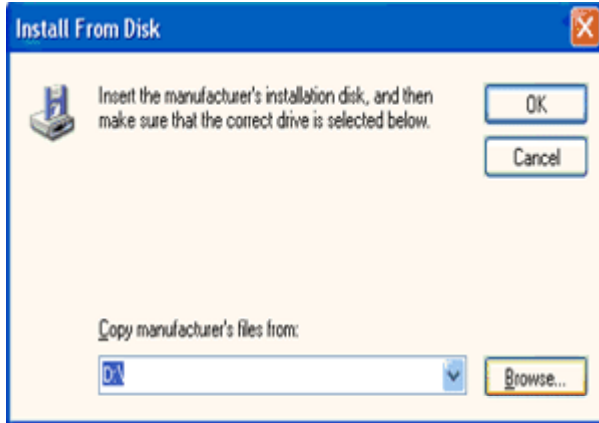 Install From Disk
Insert the manufacturer's installation disk, and then
make sure that the correct drive is selected below.
OK
Cancel
Copy manufacturer's files from:
D:\
Browse...